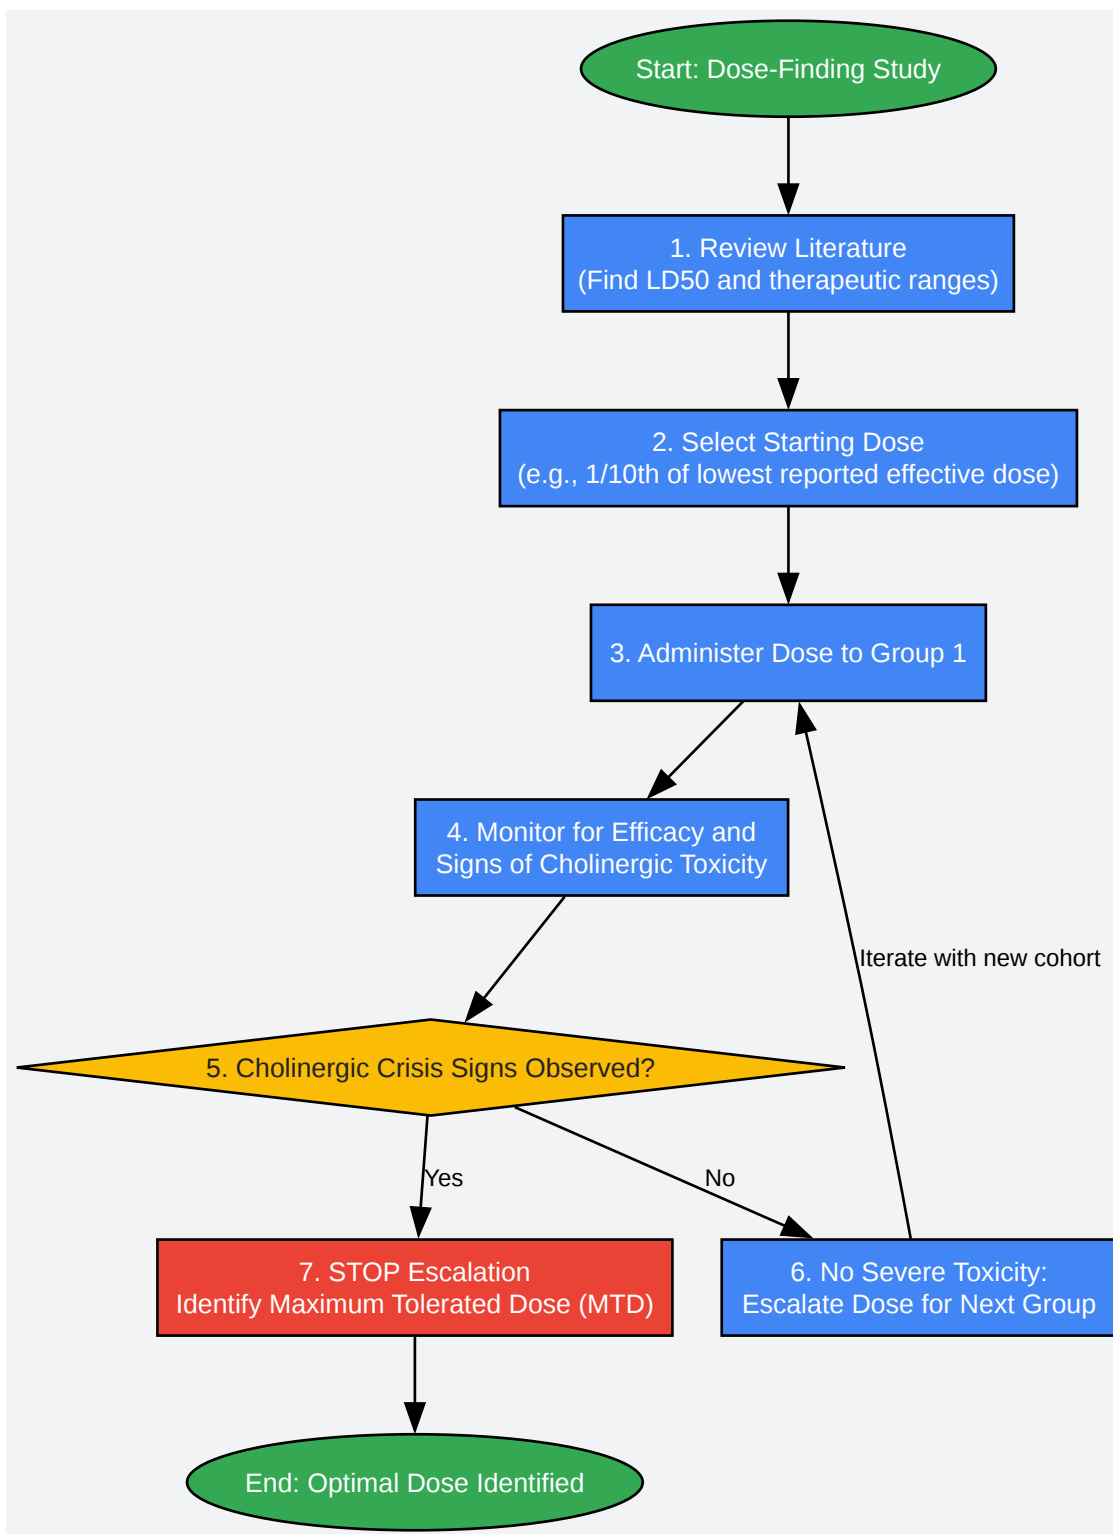 Start: Dose-Finding Study
1. Review Literature
(Find LD50 and therapeutic ranges)
2. Select Starting Dose
(e.g., 1/10th of lowest reported effective dose)
3. Administer Dose to Group 1
4. Monitor for Efficacy and
Signs of Cholinergic Toxicity
Iterate with new cohort
5. Cholinergic Crisis Signs Observed?
Yes
No
7. STOP Escalation
Identify Maximum Tolerated Dose (MTD)
6. No Severe Toxicity:
Escalate Dose for Next Group
End: Optimal Dose Identified